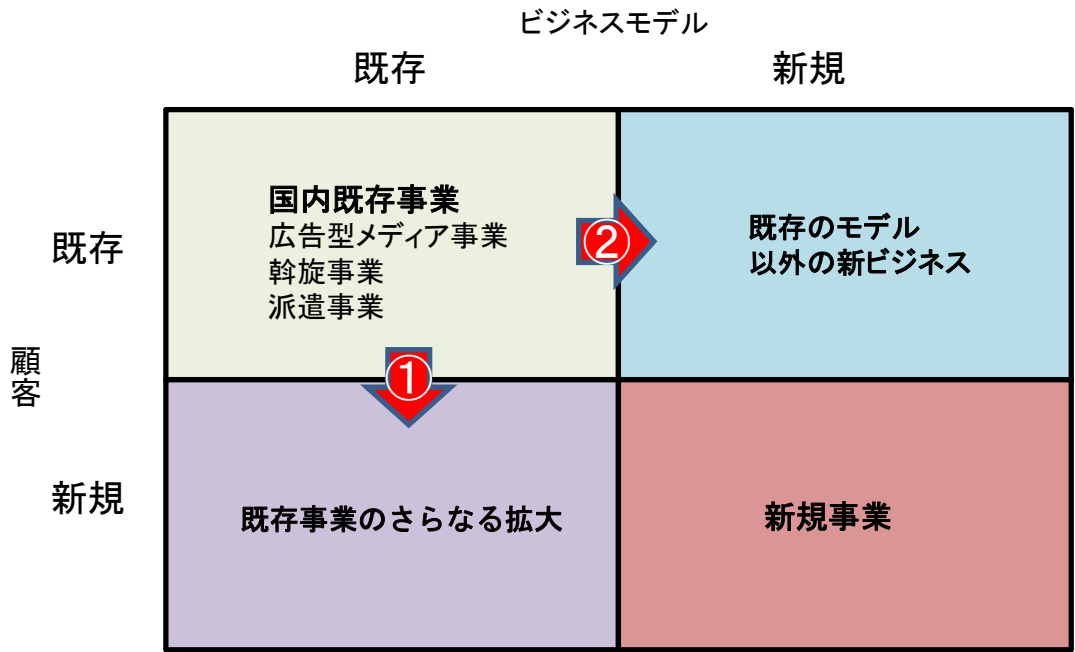 ビジネスモデル
既存
新規
国内既存事業
広告型メディア事業
斡旋事業
派遣事業
②
既存のモデル
以外の新ビジネス
既存
顧客
①
新規
既存事業のさらなる拡大
新規事業